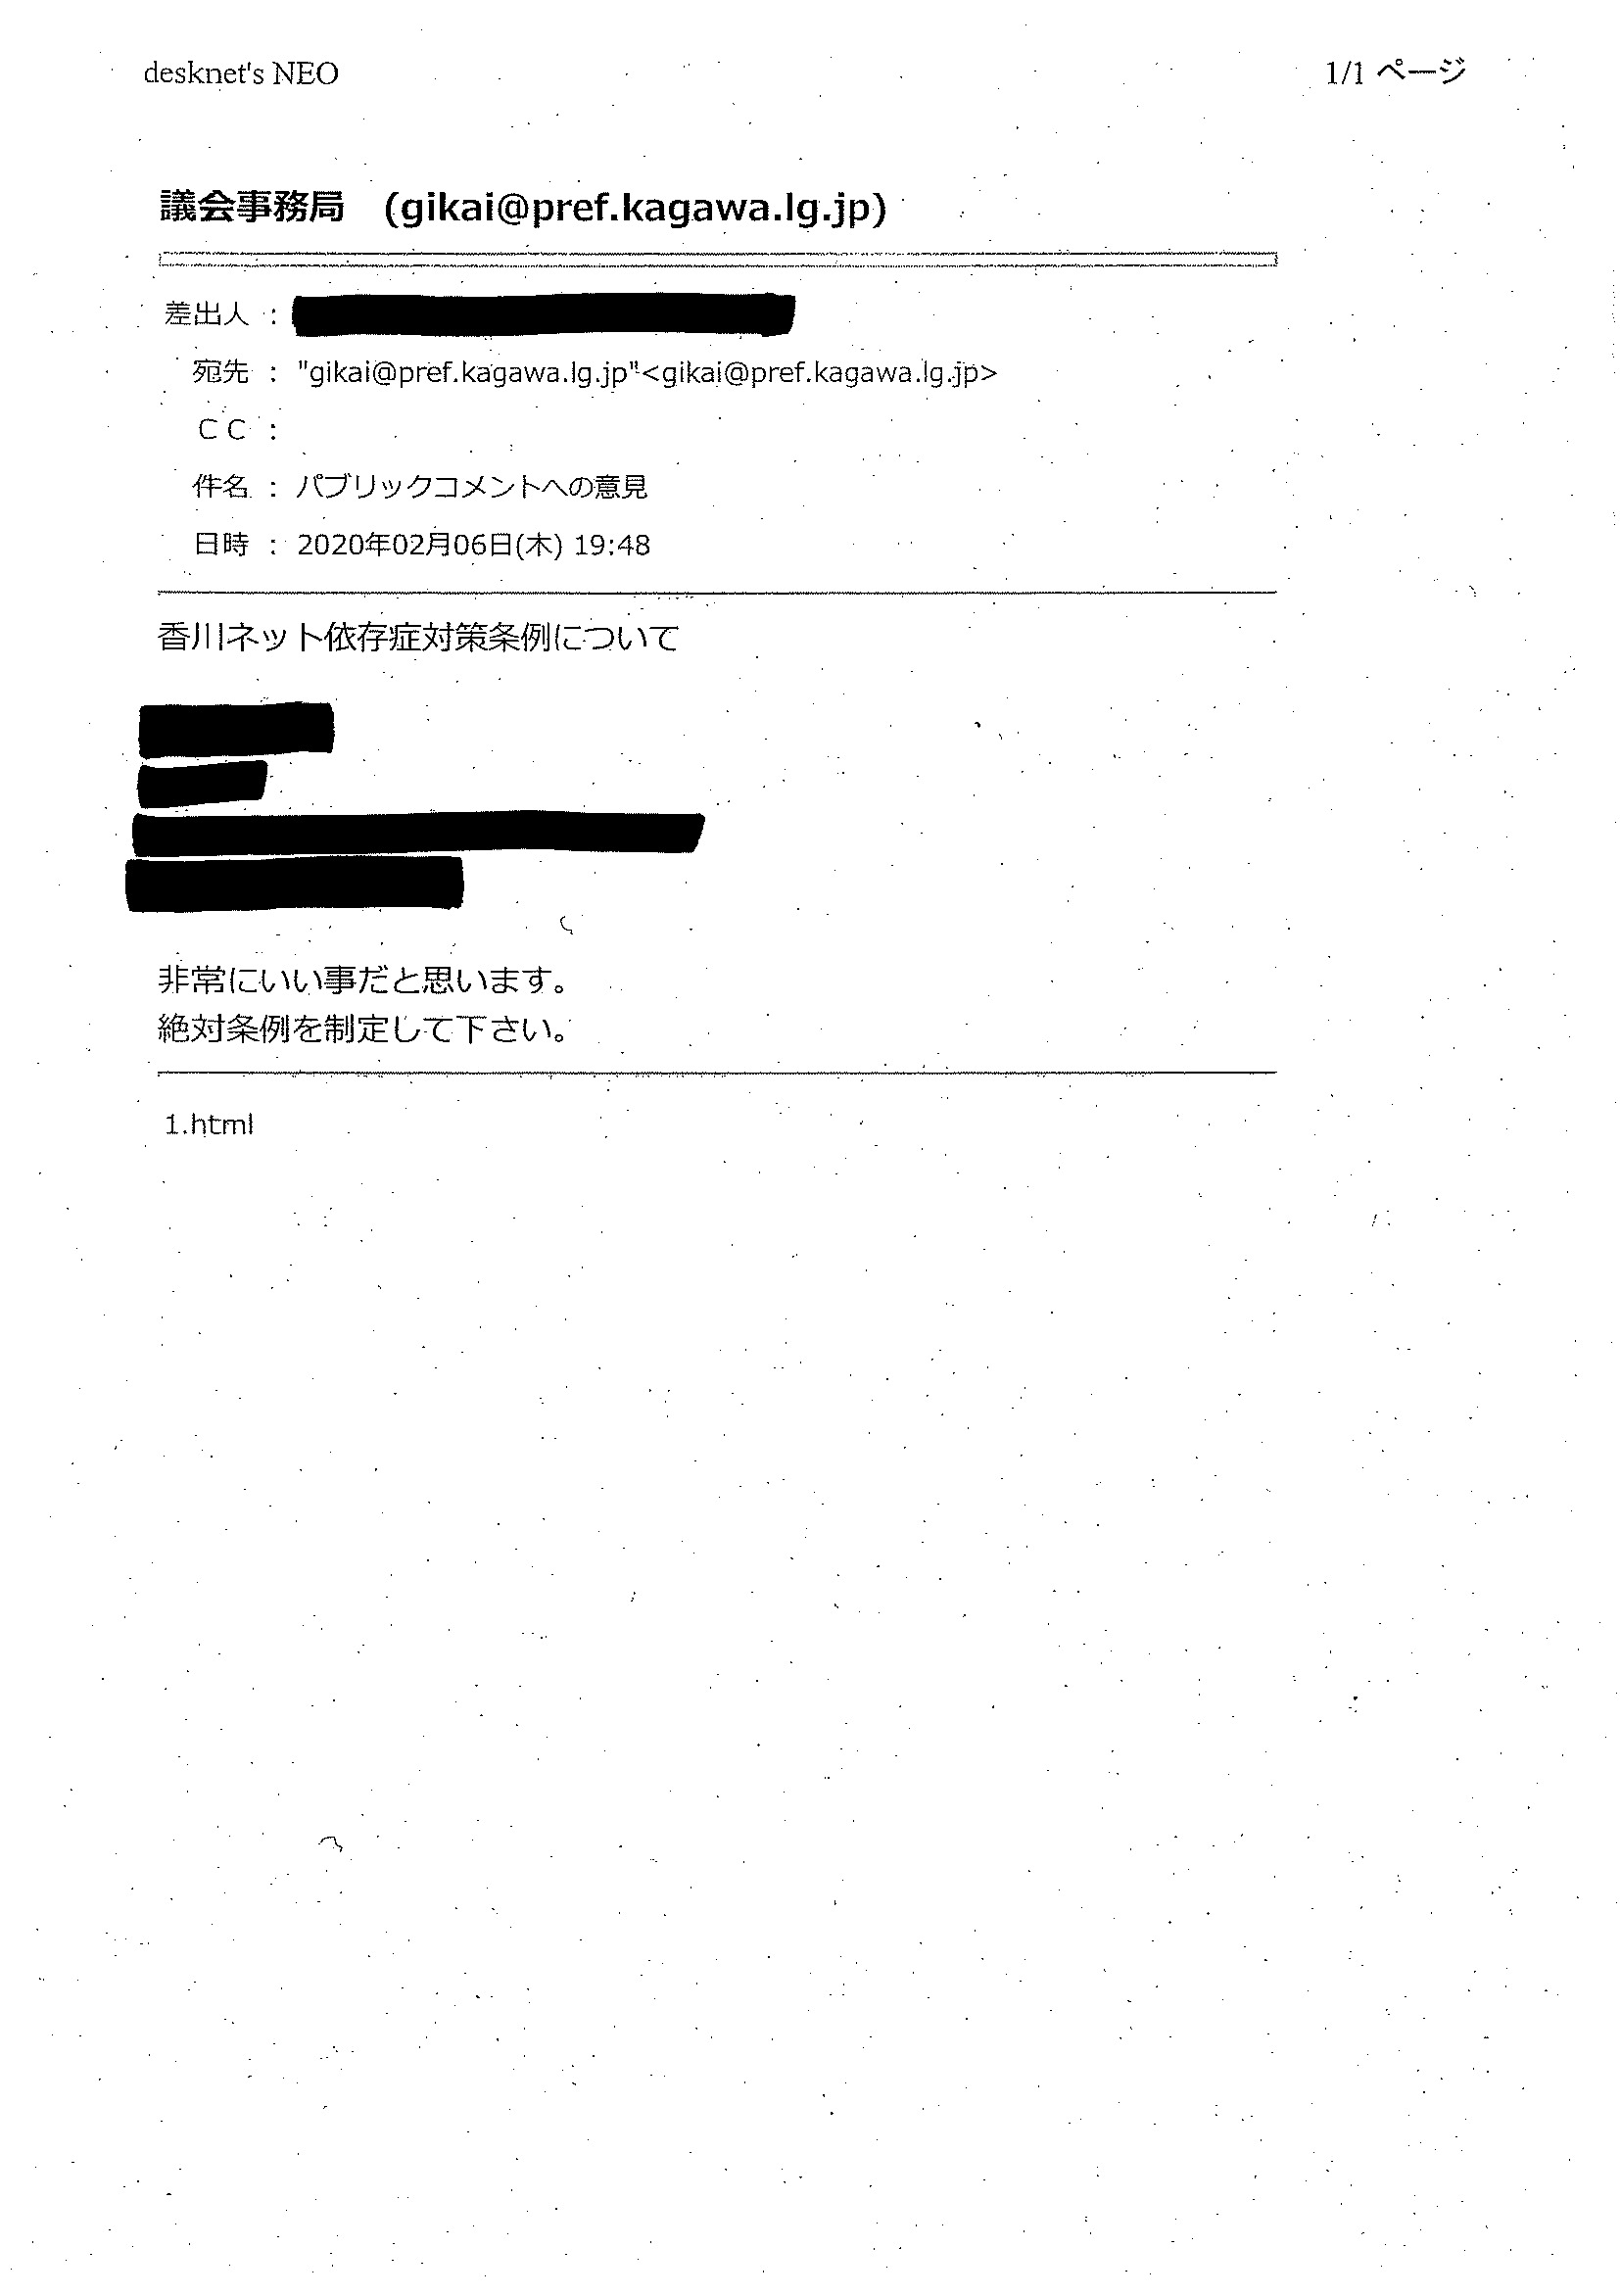 desknet's NEO
1/1 ページ
議会事務局 (gikai@pref.kagawa.lg.jp)
差出人 :
宛先 : "gikai@pref.kagawa.lg.jp"<gikai@pref.kagawa.lg.jp>
ＣＣ :
件名 : パブリックコメントへの意見
日時 : 2020年02月06日(木) 19:48
香川ネット依存症対策条例について
非常にいい事だと思います。
絶対条例を制定して下さい。
1.html